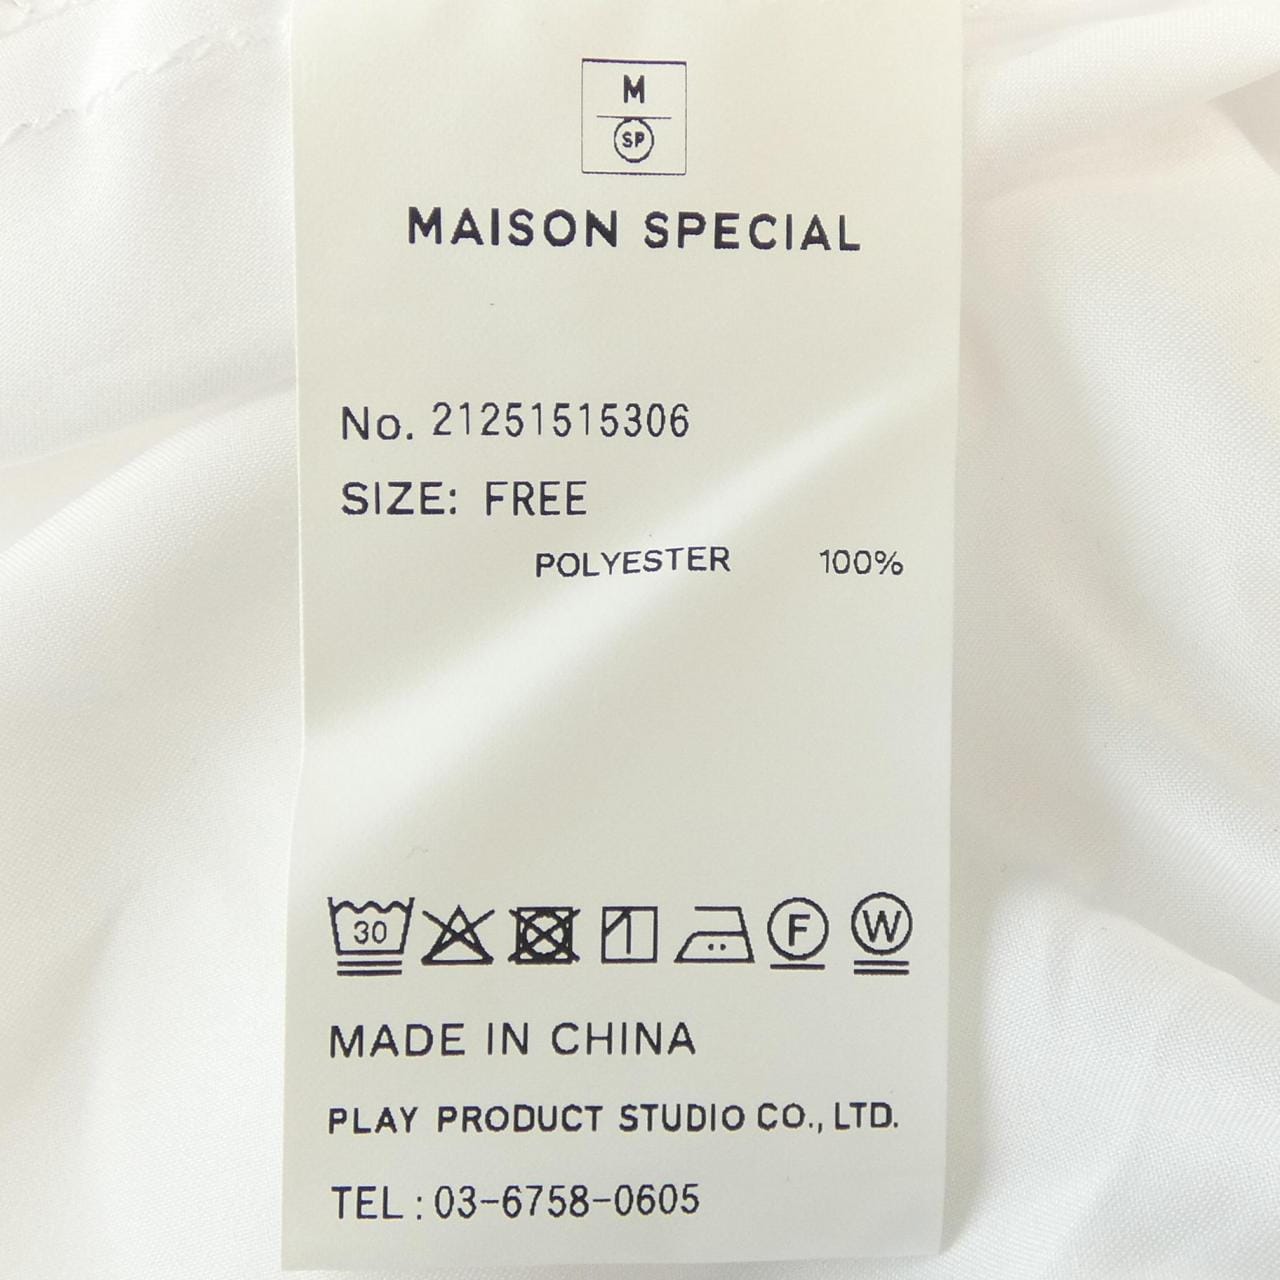 M
SP
MAISON SPECIAL
No. 21251515306
SIZE: FREE
POLYESTER 100%
30 F W
MADE IN CHINA
PLAY PRODUCT STUDIO CO., LTD.
TEL : 03-6758-0605